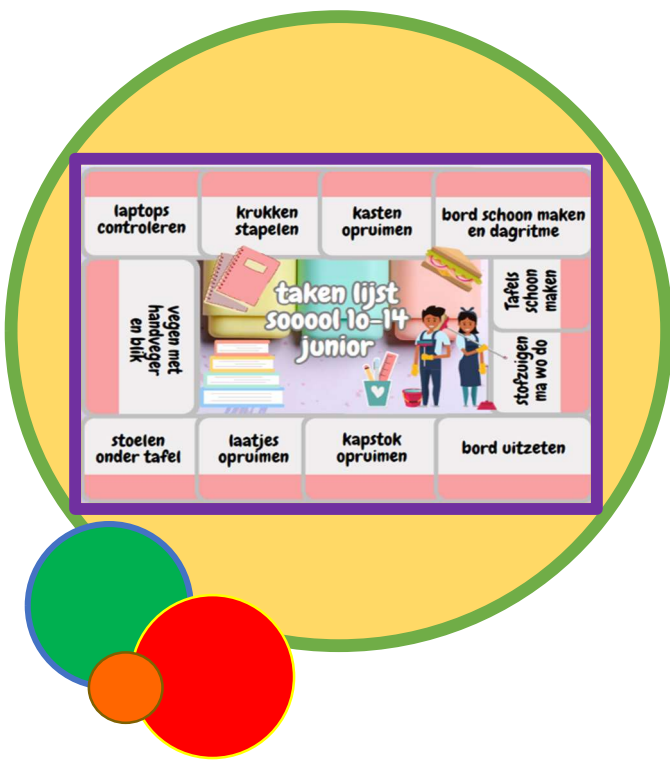 laptops
controleren
krukken
stapelen
kasten
opruimen
bord schoon maken
en dagritme
vegen met
handveger
en blik
taken lijst
sooool 10-14
junior
Tafels
schoon
maken
stofzuigen
ma wo do
stoelen
onder tafel
laatjes
opruimen
kapstok
opruimen
bord uitzeten